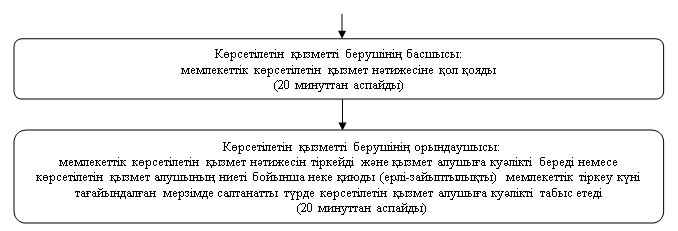 Көрсетілетін қызметті берушінің басшысы:
мемлекеттік көрсетілетін қызмет нәтижесіне қол қояды
(20 минуттан аспайды)
Көрсетілетін қызметті берушінің орындаушысы:
мемлекеттік көрсетілетін қызмет нәтижесін тіркейді және қызмет алушыға куәлікті береді немесе
көрсетілетін қызмет алушының ниеті бойынша неке қиюды (ерлі-зайыптылықты) мемлекеттік тіркеу күні
тағайындалған мерзімде салтанатты түрде көрсетілетін қызмет алушыға куәлікті табыс етеді
(20 минуттан аспайды)